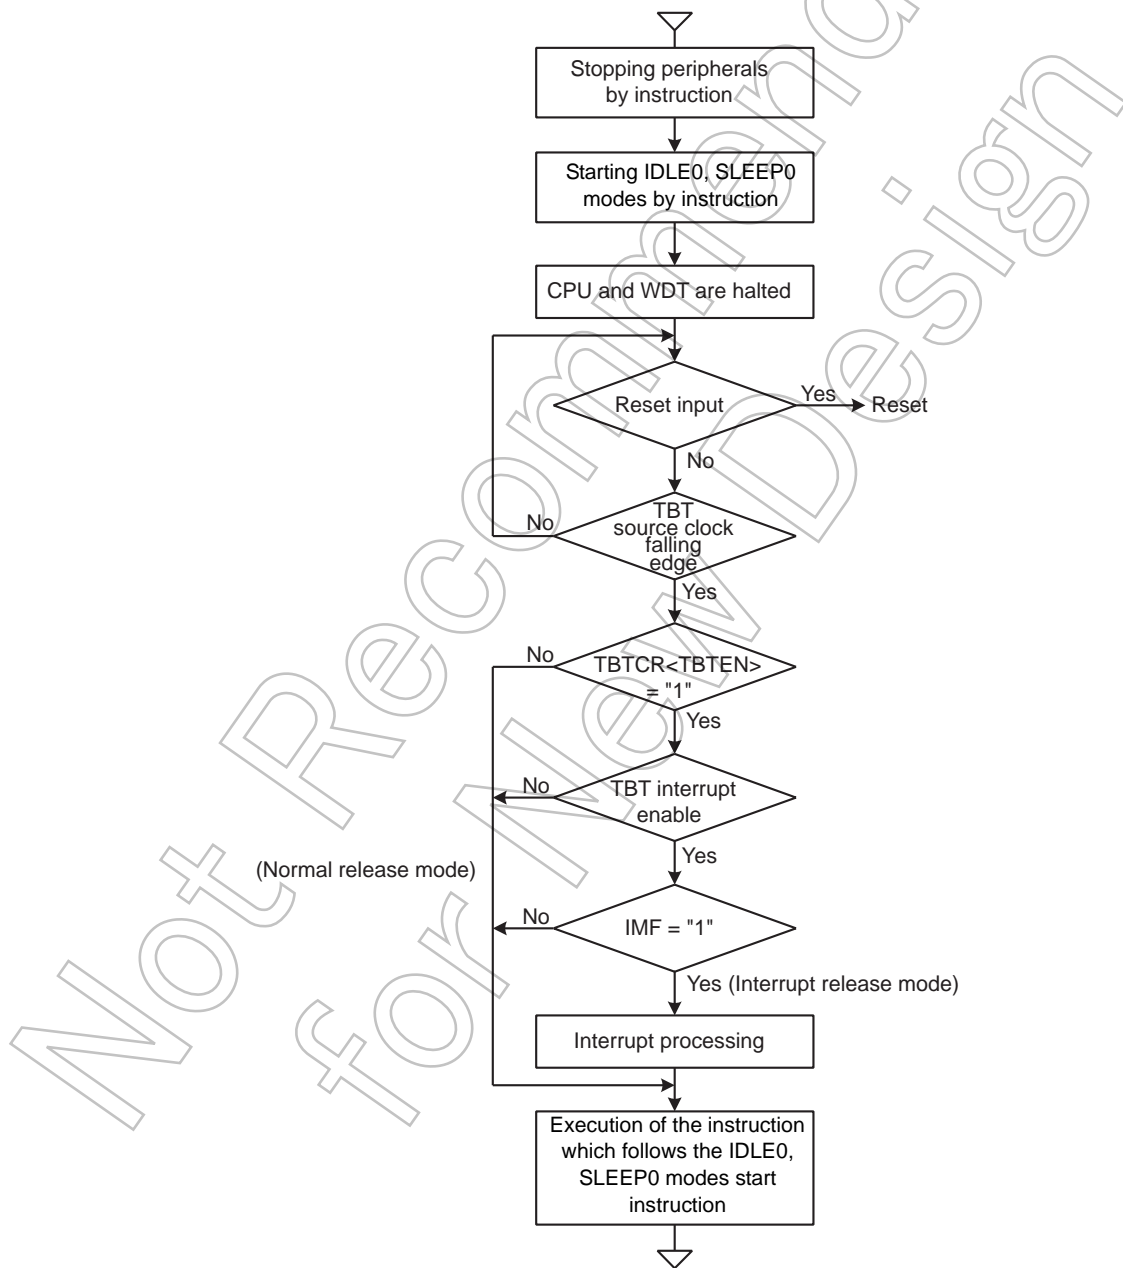 Stopping peripherals
by instruction
Starting IDLE0, SLEEP0
modes by instruction
CPU and WDT are halted
Reset input
Yes
Reset
No
No
TBT
source clock
falling
edge
Yes
No
TBTCR<TBTEN>
= "1"
Yes
No
TBT interrupt
enable
Yes
(Normal release mode)
No
IMF = "1"
Yes (Interrupt release mode)
Interrupt processing
Execution of the instruction
which follows the IDLE0,
SLEEP0 modes start
instruction
Not Recommend
for New Design